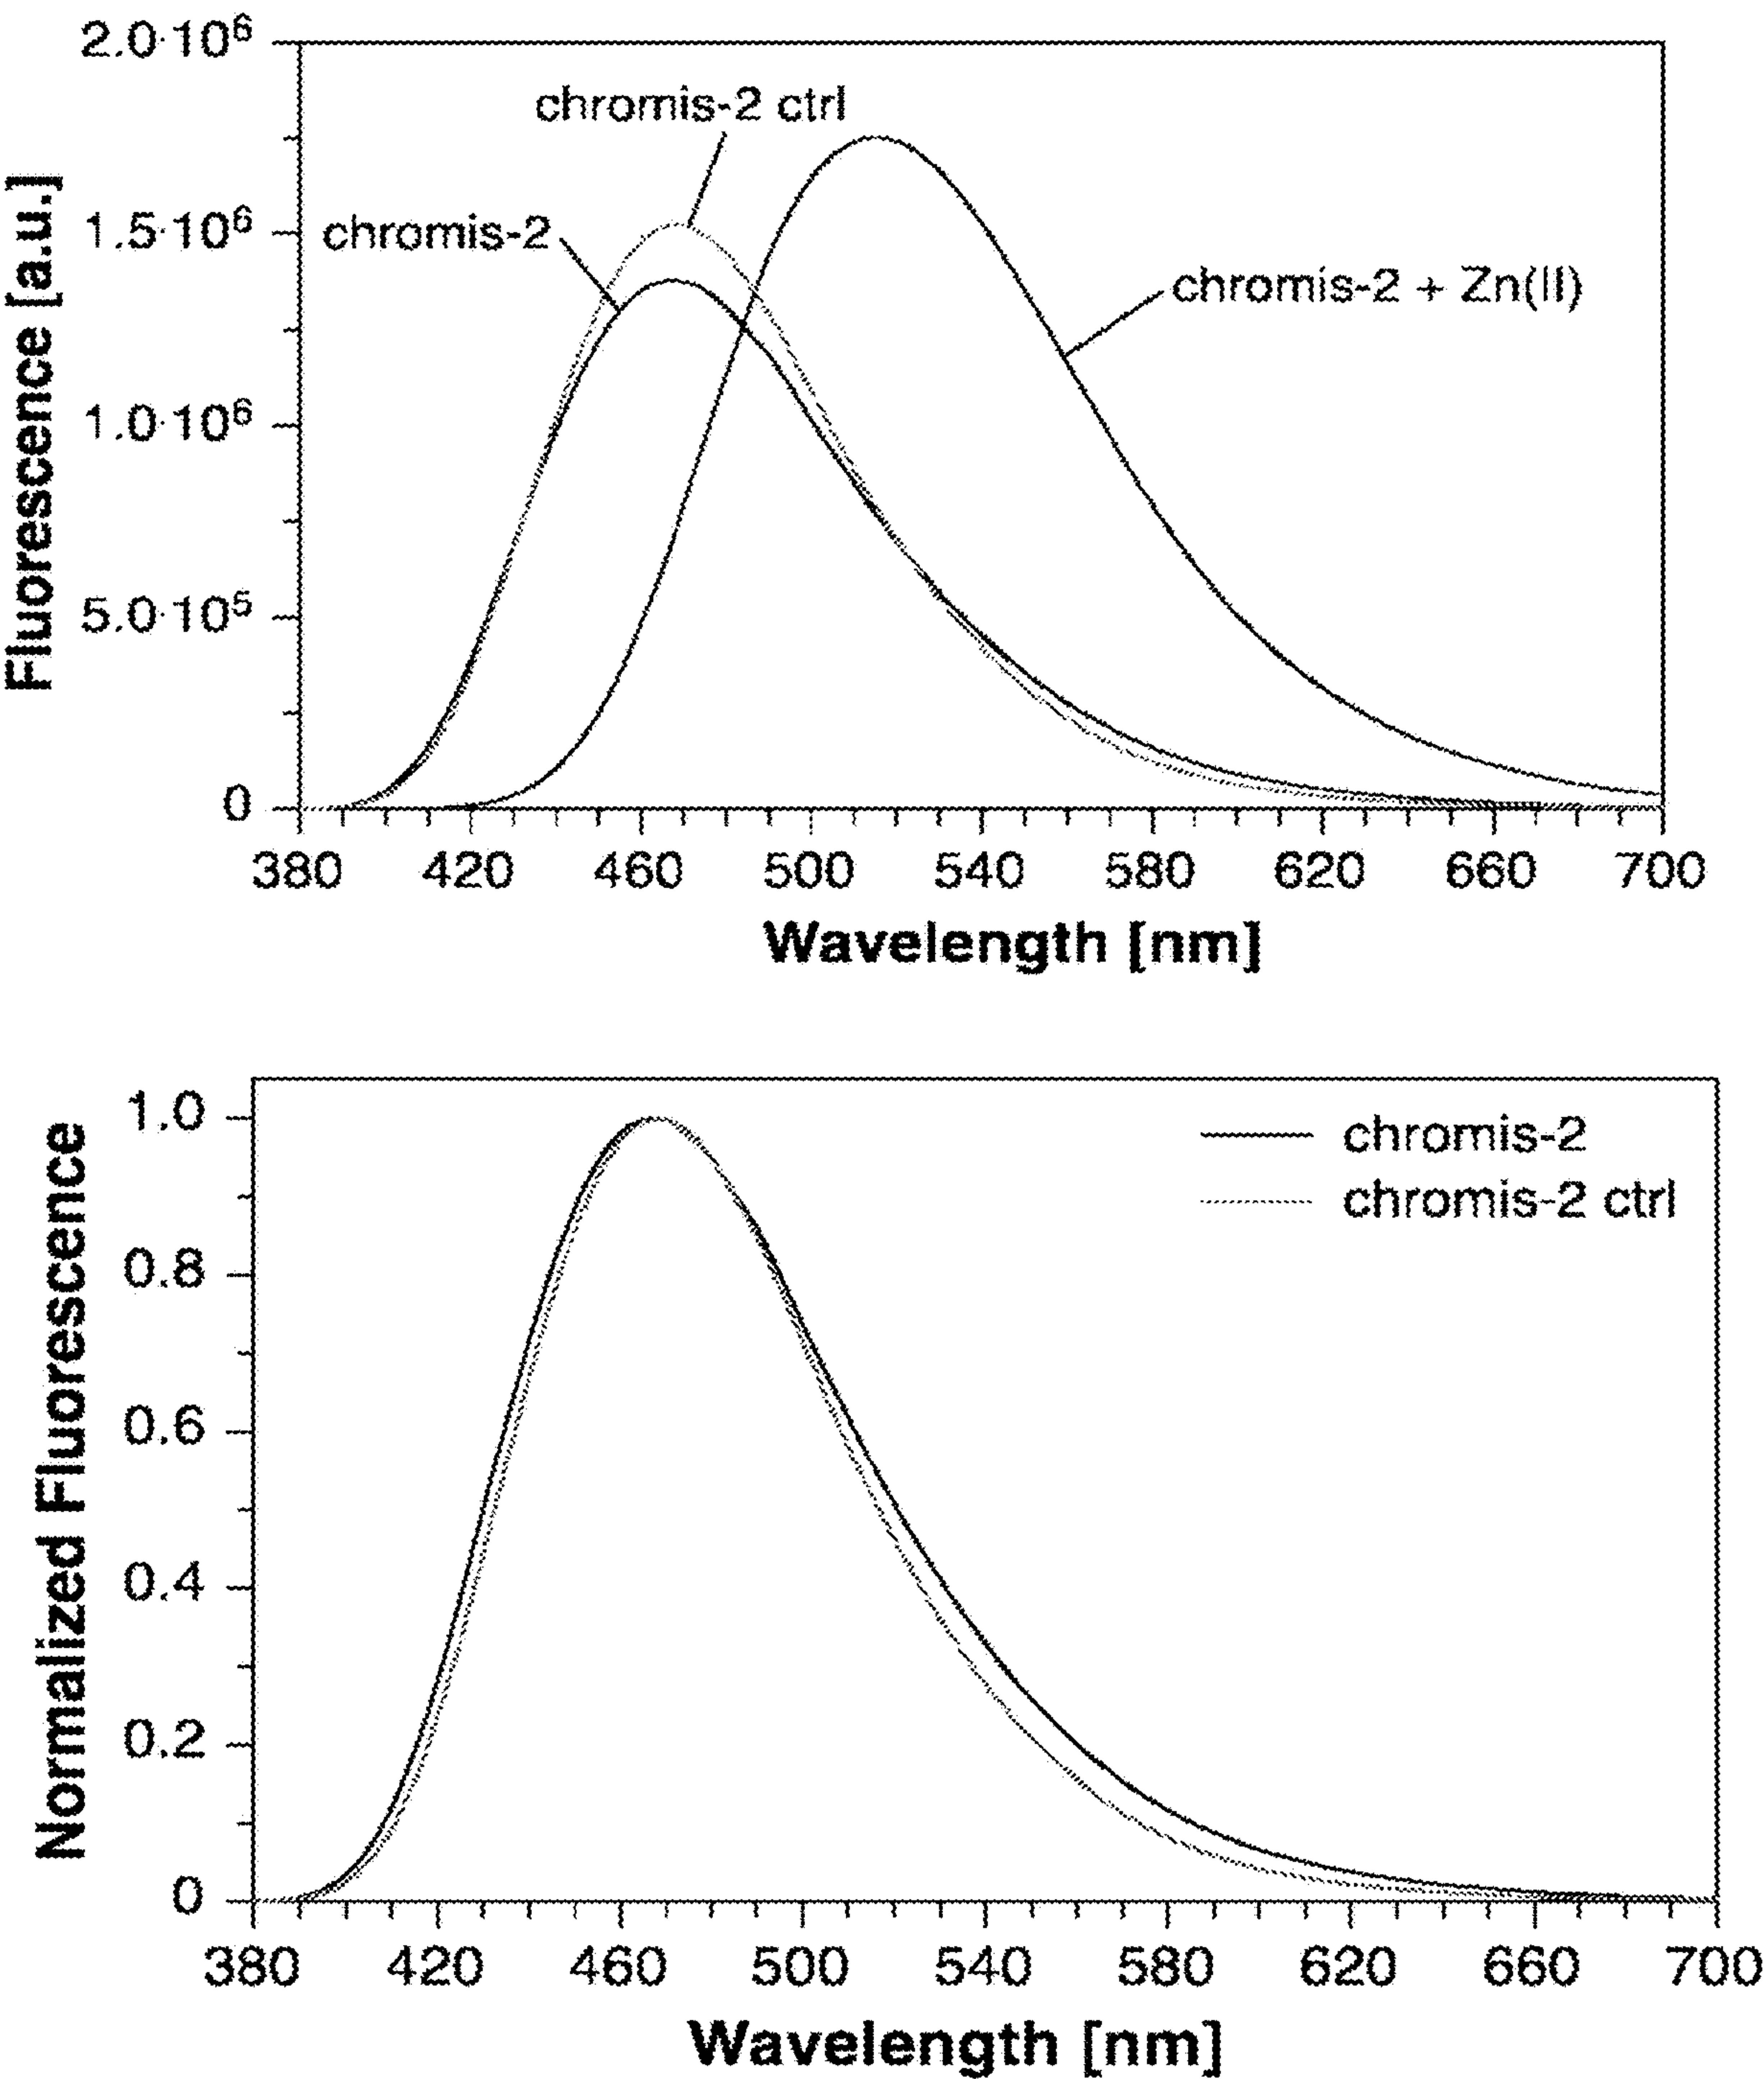 2.0·10⁶
chromis-2 ctrl
chromis-2
1.5·10⁶
chromis-2 + Zn(II)
1.0·10⁶
5.0·10⁵
0
Fluorescence [a.u.]
380 420 460 500 540 580 620 660 700
Wavelength [nm]
1.0
chromis-2
chromis-2 ctrl
0.8
0.6
0.4
0.2
0
Normalized Fluorescence
380 420 460 500 540 580 620 660 700
Wavelength [nm]